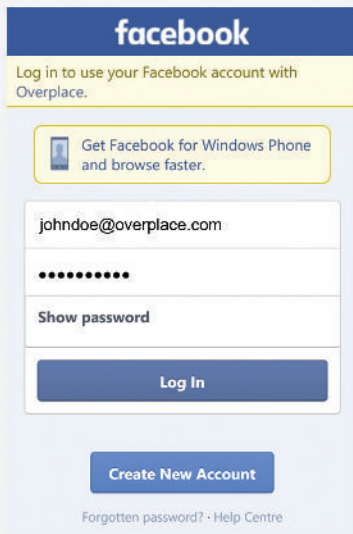 facebook
Log in to use your Facebook account with
Overplace.
Get Facebook for Windows Phone
and browse faster.
johndoe@overplace.com
••••••••••
Show password
Log In
Create New Account
Forgotten password? · Help Centre